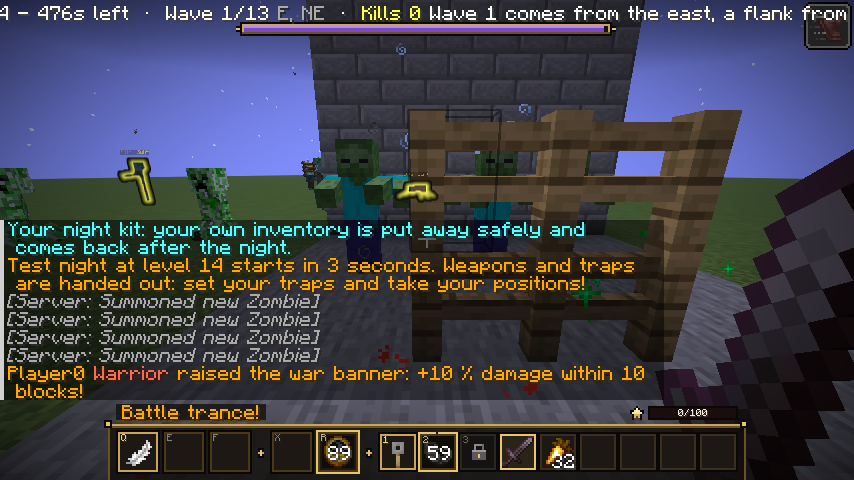 4 - 476s left · Wave 1/13 E, NE · Kills 0 Wave 1 comes from the east, a flank from
Your night kit: your own inventory is put away safely and
comes back after the night.
Test night at level 14 starts in 3 seconds. Weapons and traps
are handed out: set your traps and take your positions!
[Server: Summoned new Zombie]
[Server: Summoned new Zombie]
[Server: Summoned new Zombie]
[Server: Summoned new Zombie]
Player0 Warrior raised the war banner: +10 % damage within 10
blocks!
Battle trance!
0/100
Q E F X R 89 1 2 59 3 32